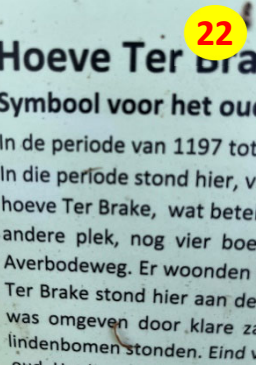 22
Hoeve Ter Bra
Symbool voor het oud
In de periode van 1197 tot
In die periode stond hier, v
hoeve Ter Brake, wat bete
andere plek, nog vier boe
Averbodeweg. Er woonden
Ter Brake stond hier aan de
was omgeven door klare za
lindenbomen stonden. Eind v